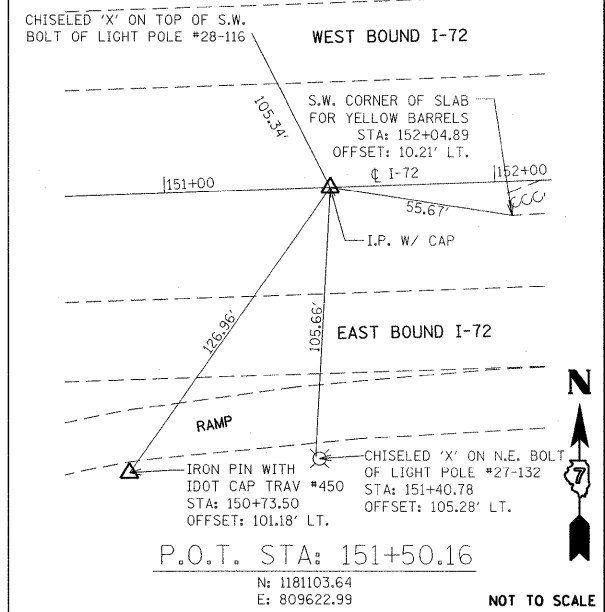 CHISELED 'X' ON TOP OF S.W.
BOLT OF LIGHT POLE #28-116
WEST BOUND I-72
105.34'
S.W. CORNER OF SLAB
FOR YELLOW BARRELS
STA: 152+04.89
OFFSET: 10.21' LT.
151+00
℄ I-72
152+00
55.67'
I.P. W/ CAP
126.96'
105.66'
EAST BOUND I-72
RAMP
N
7
IRON PIN WITH
IDOT CAP TRAV #450
STA: 150+73.50
OFFSET: 101.18' LT.
CHISELED 'X' ON N.E. BOLT
OF LIGHT POLE #27-132
STA: 151+40.78
OFFSET: 105.28' LT.
P.O.T. STA: 151+50.16
N: 1181103.64
E: 809622.99
NOT TO SCALE